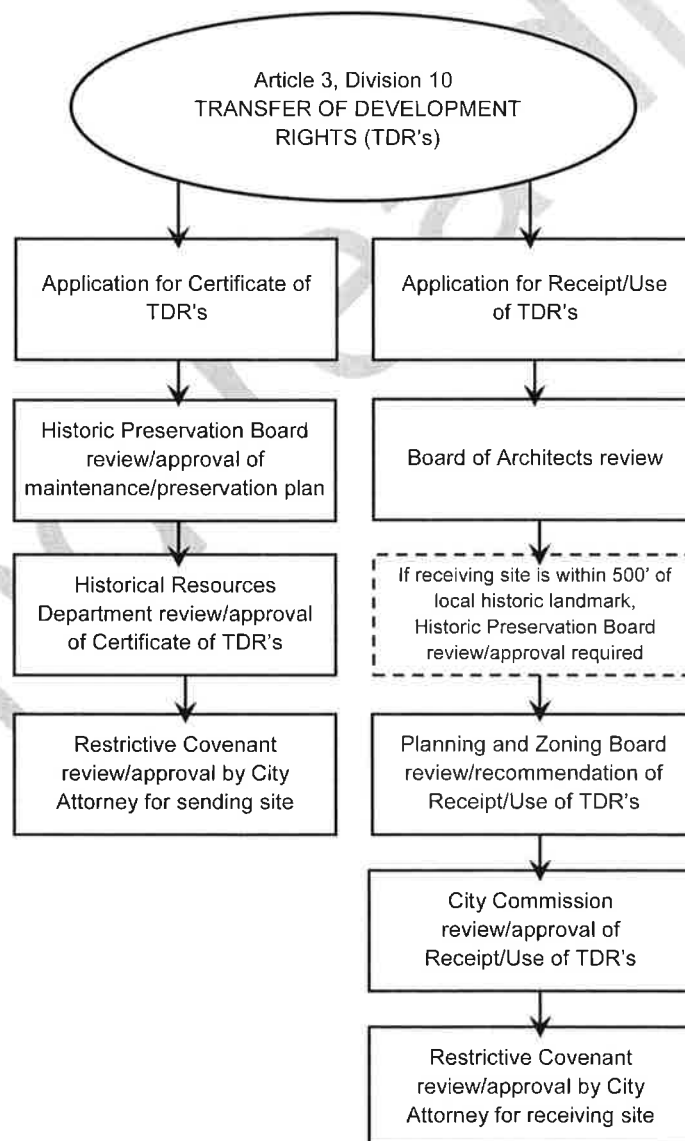 Article 3, Division 10
TRANSFER OF DEVELOPMENT
RIGHTS (TDR's)
Application for Certificate of
TDR's
Historic Preservation Board
review/approval of
maintenance/preservation plan
Historical Resources
Department review/approval
of Certificate of TDR's
Restrictive Covenant
review/approval by City
Attorney for sending site
Application for Receipt/Use
of TDR's
Board of Architects review
If receiving site is within 500' of
local historic landmark,
Historic Preservation Board
review/approval required
Planning and Zoning Board
review/recommendation of
Receipt/Use of TDR's
City Commission
review/approval of
Receipt/Use of TDR's
Restrictive Covenant
review/approval by City
Attorney for receiving site